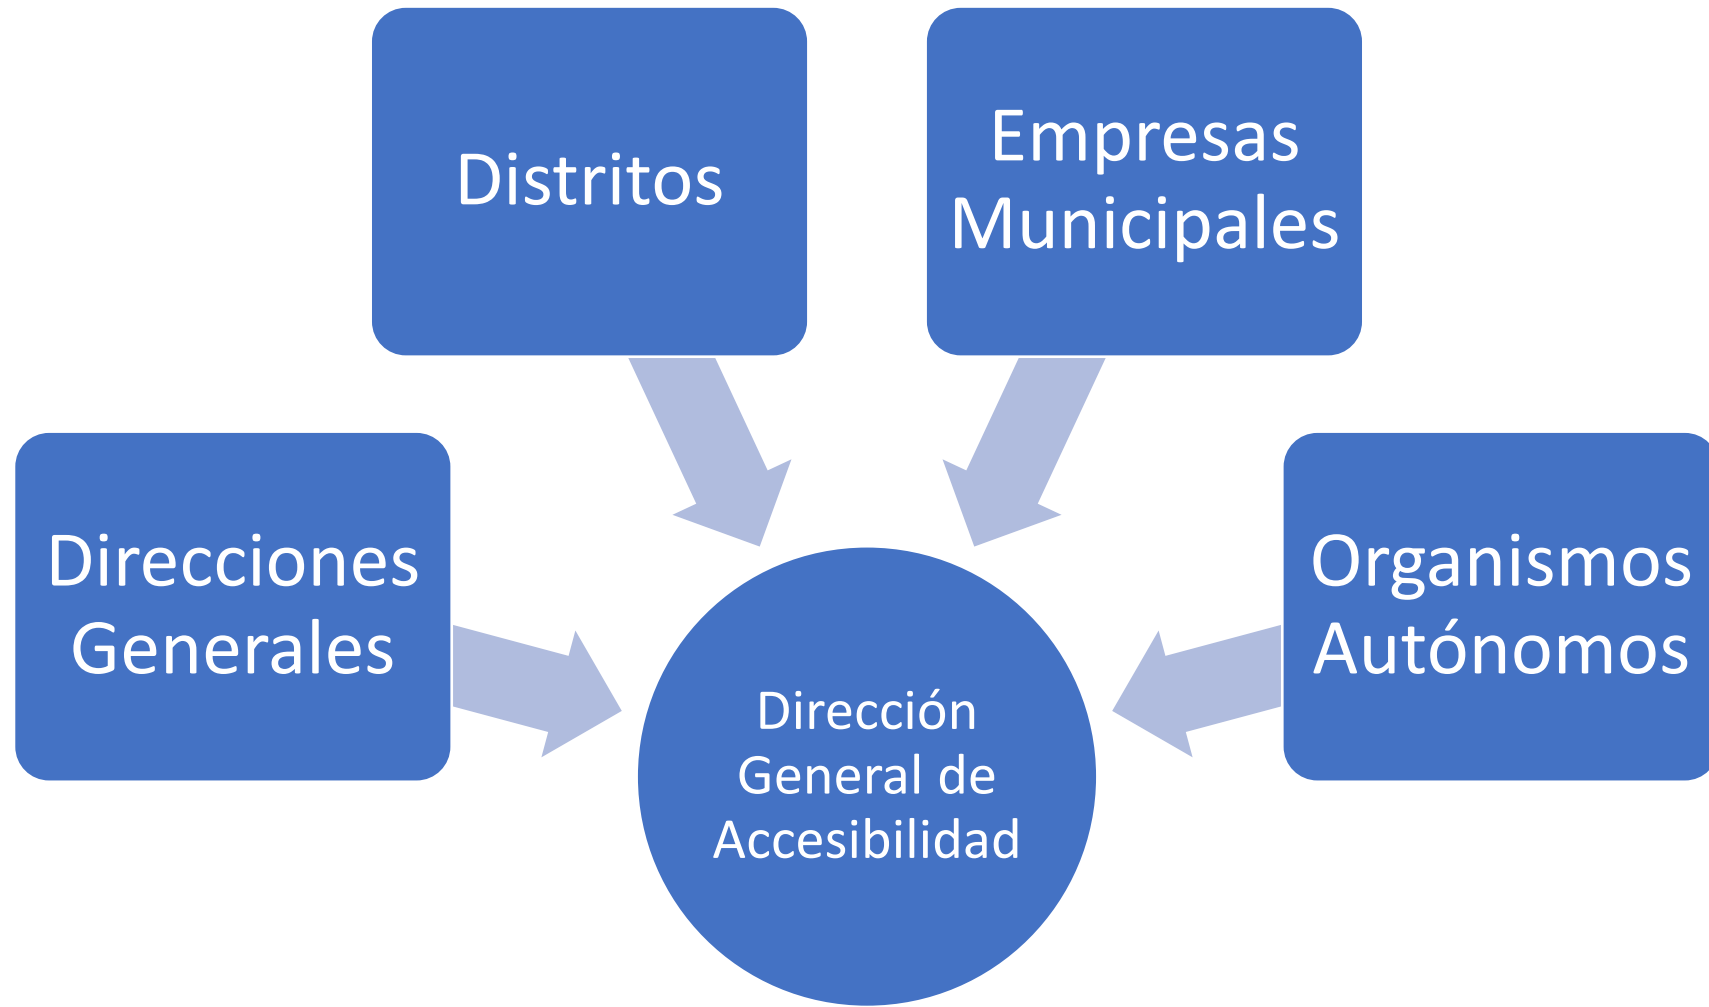 Distritos
Empresas
Municipales
Direcciones
Generales
Organismos
Autónomos
Dirección
General de
Accesibilidad